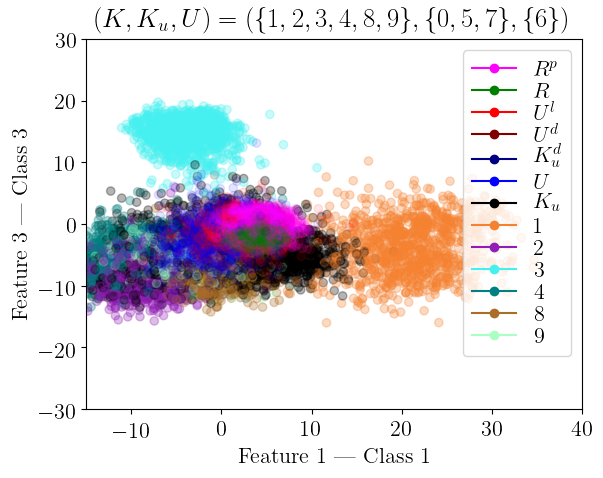 (K, K_u, U) = ({1, 2, 3, 4, 8, 9}, {0, 5, 7}, {6})
30
20
10
0
−10
−20
−30
Feature 3 — Class 3
R^p
R
U^l
U^d
K_u^d
U
K_u
1
2
3
4
8
9
−10
0
10
20
30
40
Feature 1 — Class 1